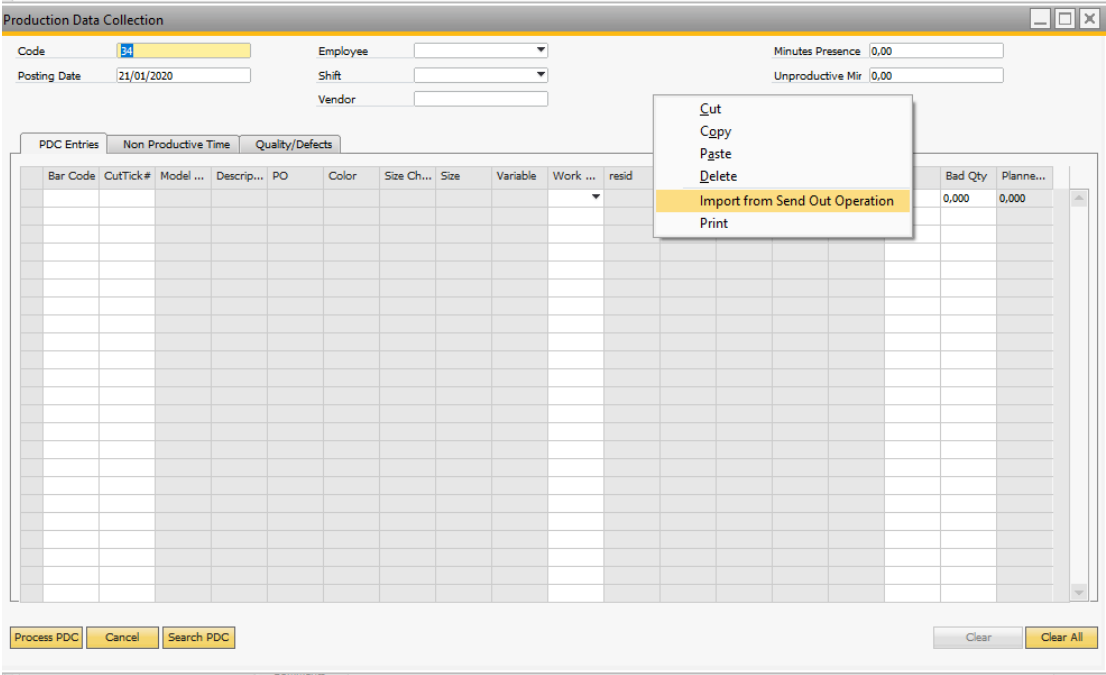 Production Data Collection
Code 34 Employee Minutes Presence 0,00
Posting Date 21/01/2020 Shift Unproductive Mir 0,00
Vendor
Cut
Copy
Paste
Delete
Import from Send Out Operation
Print
PDC Entries Non Productive Time Quality/Defects
Bar Code CutTick# Model ... Descrip... PO Color Size Ch... Size Variable Work ... resid Bad Qty Planne...
0,000 0,000
Process PDC Cancel Search PDC Clear Clear All